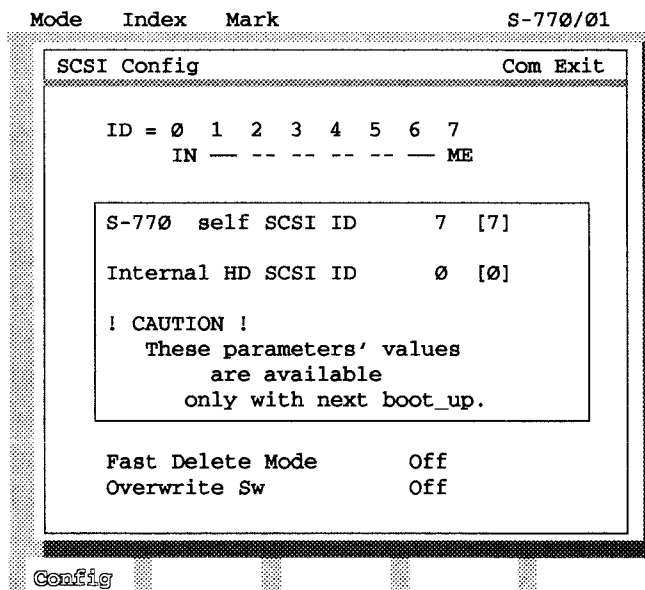 Mode Index Mark S-77Ø/Ø1
SCSI Config Com Exit
ID = Ø 1 2 3 4 5 6 7
IN — -- -- -- -- — ME
S-77Ø self SCSI ID 7 [7]
Internal HD SCSI ID Ø [Ø]
! CAUTION !
These parameters' values
are available
only with next boot_up.
Fast Delete Mode Off
Overwrite Sw Off
Config